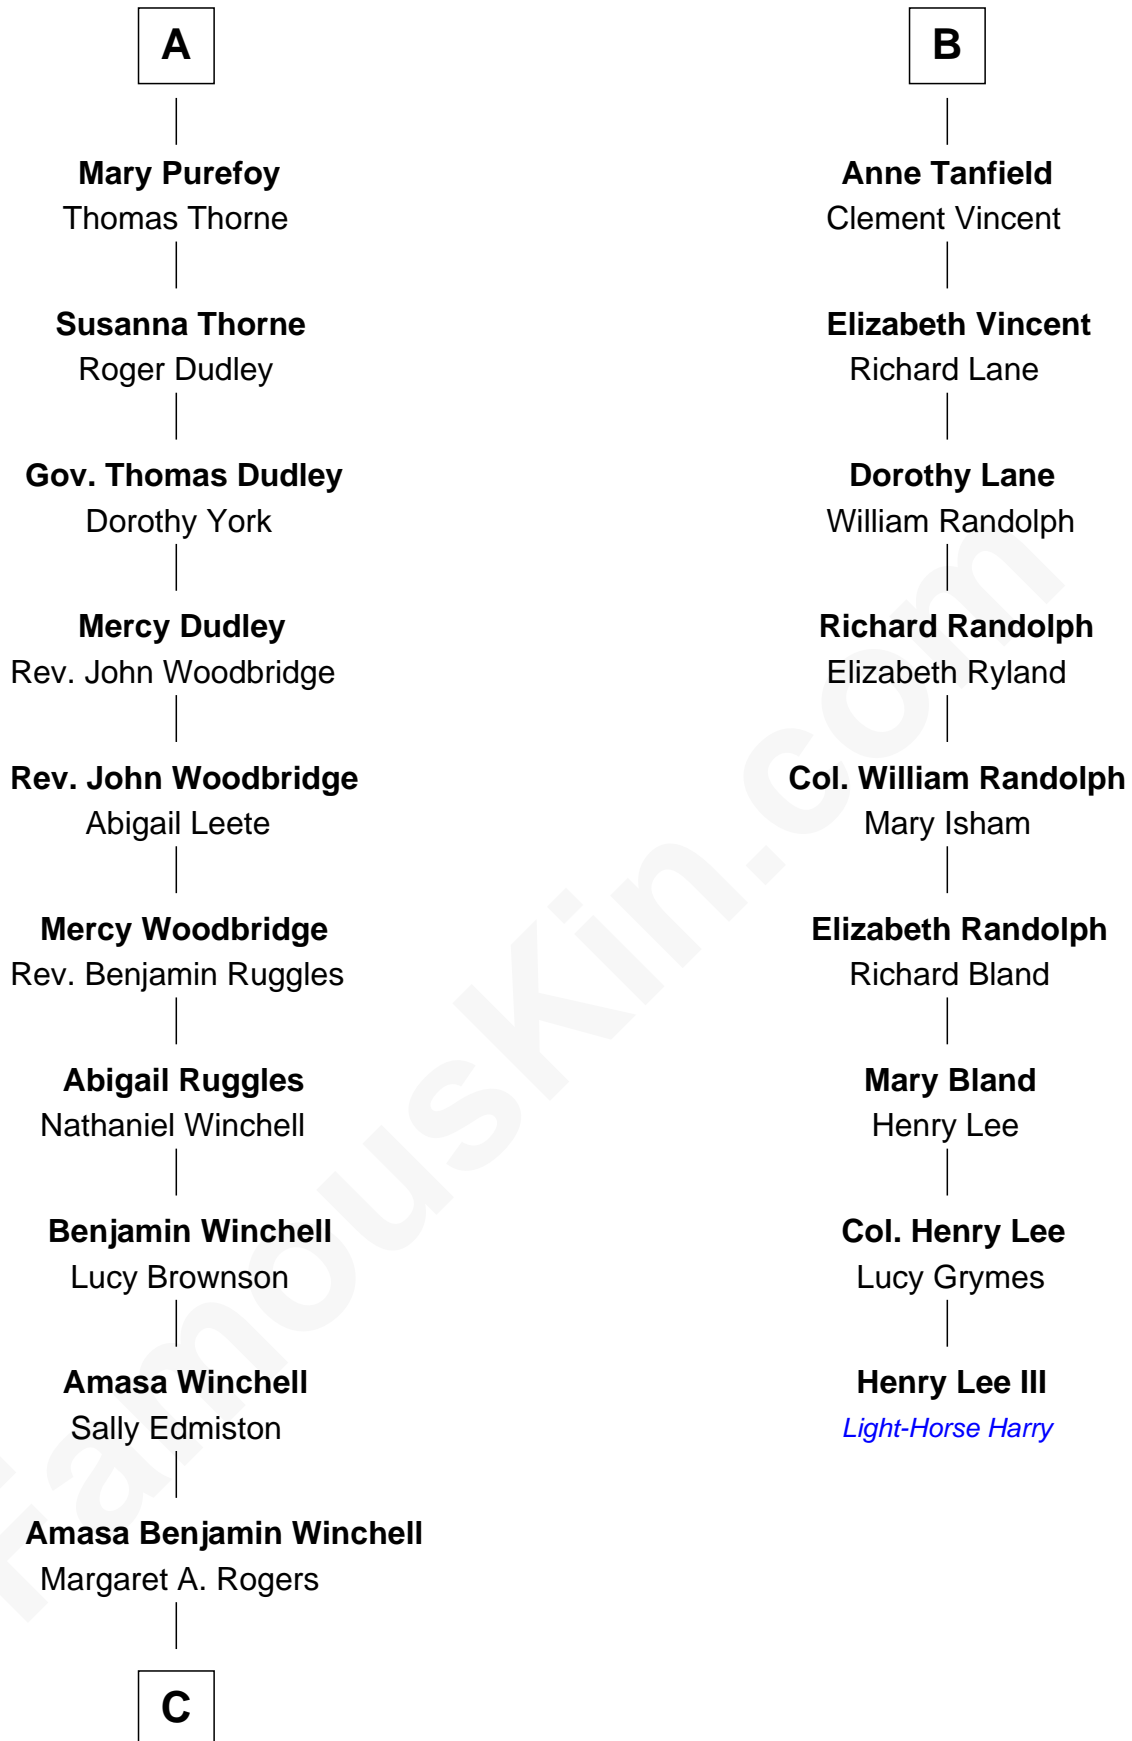 A
Mary Purefoy
Thomas Thorne
Susanna Thorne
Roger Dudley
Gov. Thomas Dudley
Dorothy York
Mercy Dudley
Rev. John Woodbridge
Rev. John Woodbridge
Abigail Leete
Mercy Woodbridge
Rev. Benjamin Ruggles
Abigail Ruggles
Nathaniel Winchell
Benjamin Winchell
Lucy Brownson
Amasa Winchell
Sally Edmiston
Amasa Benjamin Winchell
Margaret A. Rogers
C
B
Anne Tanfield
Clement Vincent
Elizabeth Vincent
Richard Lane
Dorothy Lane
William Randolph
Richard Randolph
Elizabeth Ryland
Col. William Randolph
Mary Isham
Elizabeth Randolph
Richard Bland
Mary Bland
Henry Lee
Col. Henry Lee
Lucy Grymes
Henry Lee III
Light-Horse Harry
FamousKin.com